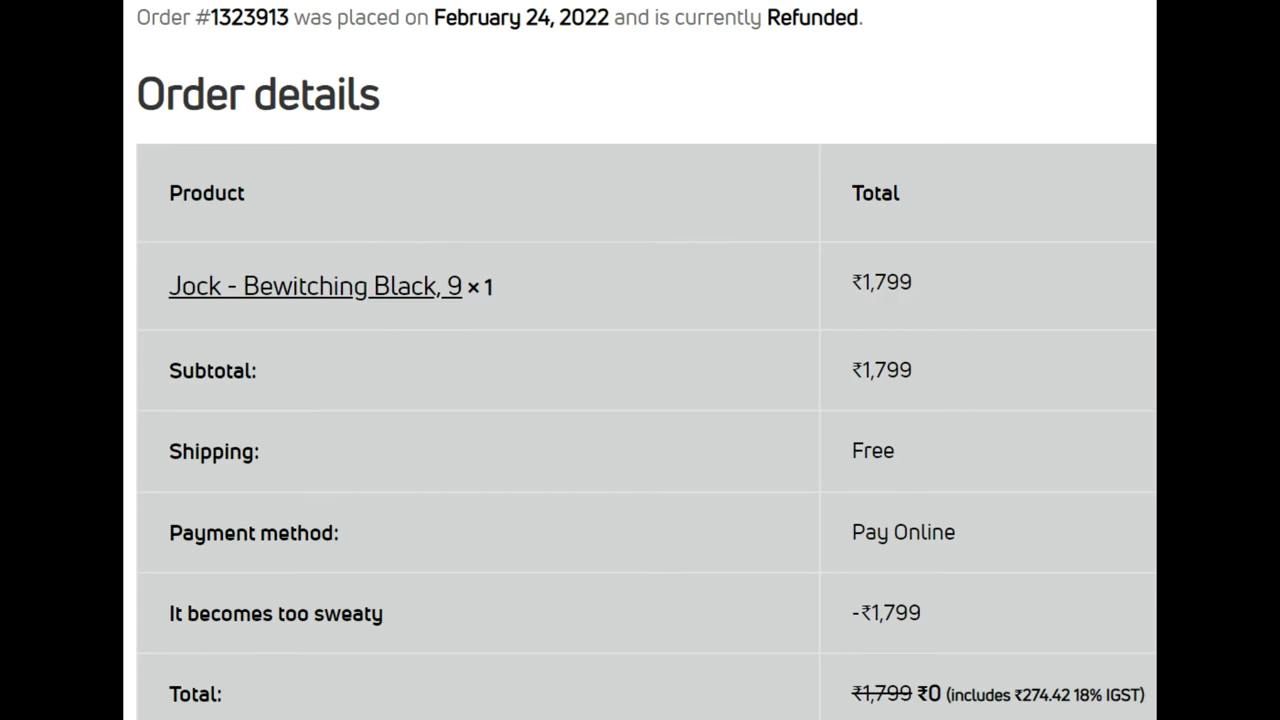 Order #1323913 was placed on February 24, 2022 and is currently Refunded.
Order details
Product Total
Jock - Bewitching Black, 9 × 1 ₹1,799
Subtotal: ₹1,799
Shipping: Free
Payment method: Pay Online
It becomes too sweaty -₹1,799
Total: ₹1,799 ₹0 (includes ₹274.42 18% IGST)